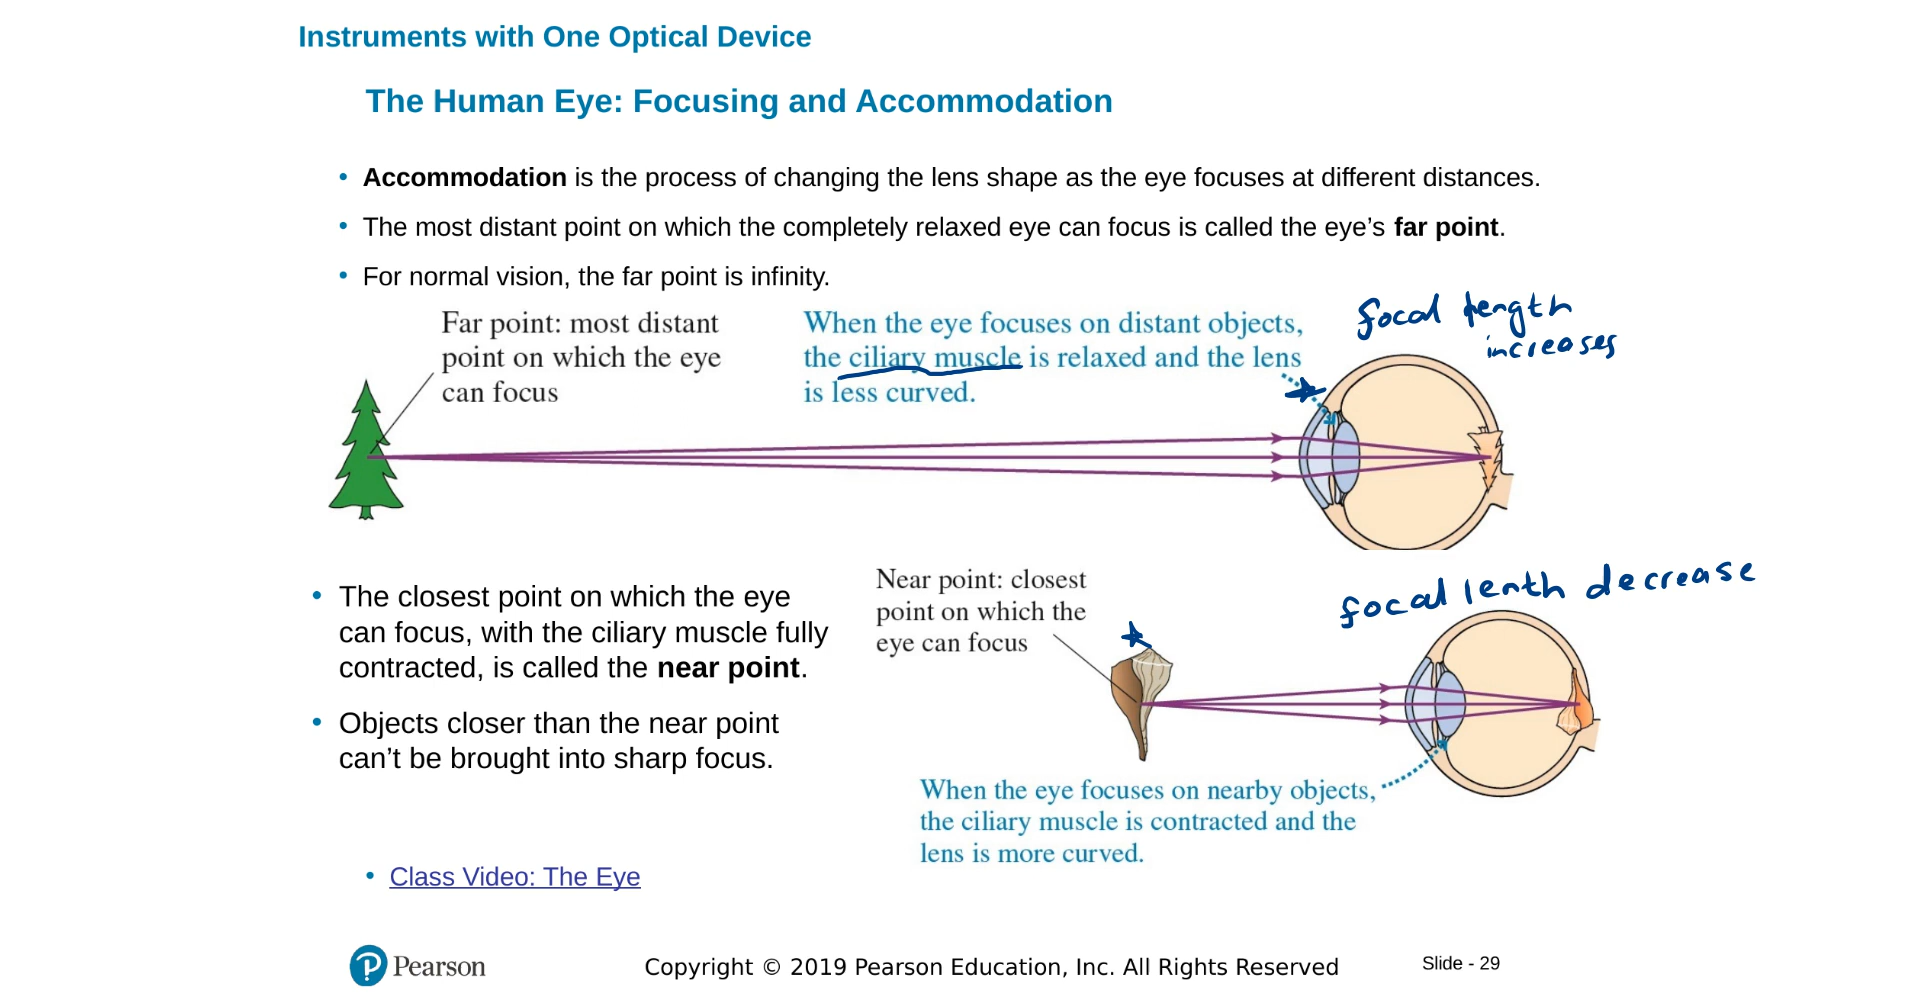 Instruments with One Optical Device
The Human Eye: Focusing and Accommodation
• Accommodation is the process of changing the lens shape as the eye focuses at different distances.
• The most distant point on which the completely relaxed eye can focus is called the eye’s far point.
• For normal vision, the far point is infinity.
Far point: most distant
point on which the eye
can focus
When the eye focuses on distant objects,
the ciliary muscle is relaxed and the lens
is less curved.
focal length
increases
• The closest point on which the eye
can focus, with the ciliary muscle fully
contracted, is called the near point.
• Objects closer than the near point
can’t be brought into sharp focus.
Near point: closest
point on which the
eye can focus
focal lenth decrease
When the eye focuses on nearby objects,
the ciliary muscle is contracted and the
lens is more curved.
• Class Video: The Eye
P Pearson
Copyright © 2019 Pearson Education, Inc. All Rights Reserved
Slide - 29